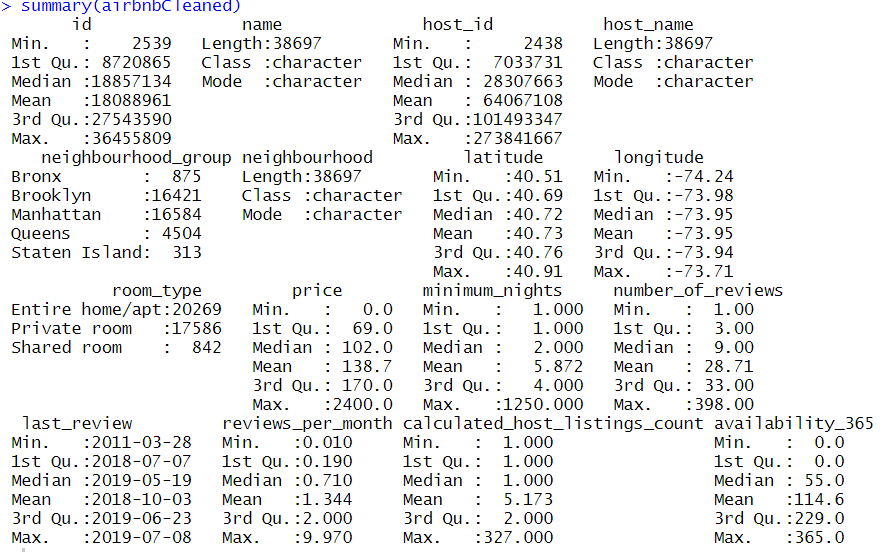 > summary(airbnbCleaned)
       id               name              host_id           host_name
 Min.   :    2539   Length:38697       Min.   :     2438   Length:38697
 1st Qu.: 8720865   Class :character   1st Qu.:  7033731   Class :character
 Median :18857134   Mode  :character   Median : 28307663   Mode  :character
 Mean   :18088961                      Mean   : 64067108
 3rd Qu.:27543590                      3rd Qu.:101493347
 Max.   :36455809                      Max.   :273841667
    neighbourhood_group neighbourhood         latitude       longitude
 Bronx        :  875    Length:38697       Min.   :40.51   Min.   :-74.24
 Brooklyn     :16421    Class :character   1st Qu.:40.69   1st Qu.:-73.98
 Manhattan    :16584    Mode  :character   Median :40.72   Median :-73.95
 Queens       : 4504                       Mean   :40.73   Mean   :-73.95
 Staten Island:  313                       3rd Qu.:40.76   3rd Qu.:-73.94
                                           Max.   :40.91   Max.   :-73.71
           room_type         price        minimum_nights     number_of_reviews
 Entire home/apt:20269   Min.   :   0.0   Min.   :   1.000   Min.   :  1.00
 Private room   :17586   1st Qu.:  69.0   1st Qu.:   1.000   1st Qu.:  3.00
 Shared room    :  842   Median : 102.0   Median :   2.000   Median :  9.00
                         Mean   : 138.7   Mean   :   5.872   Mean   : 28.71
                         3rd Qu.: 170.0   3rd Qu.:   4.000   3rd Qu.: 33.00
                         Max.   :2400.0   Max.   :1250.000   Max.   :398.00
  last_review         reviews_per_month calculated_host_listings_count availability_365
 Min.   :2011-03-28   Min.   :0.010     Min.   :  1.000                Min.   :  0.0
 1st Qu.:2018-07-07   1st Qu.:0.190     1st Qu.:  1.000                1st Qu.:  0.0
 Median :2019-05-19   Median :0.710     Median :  1.000                Median : 55.0
 Mean   :2018-10-03   Mean   :1.344     Mean   :  5.173                Mean   :114.6
 3rd Qu.:2019-06-23   3rd Qu.:2.000     3rd Qu.:  2.000                3rd Qu.:229.0
 Max.   :2019-07-08   Max.   :9.970     Max.   :327.000                Max.   :365.0